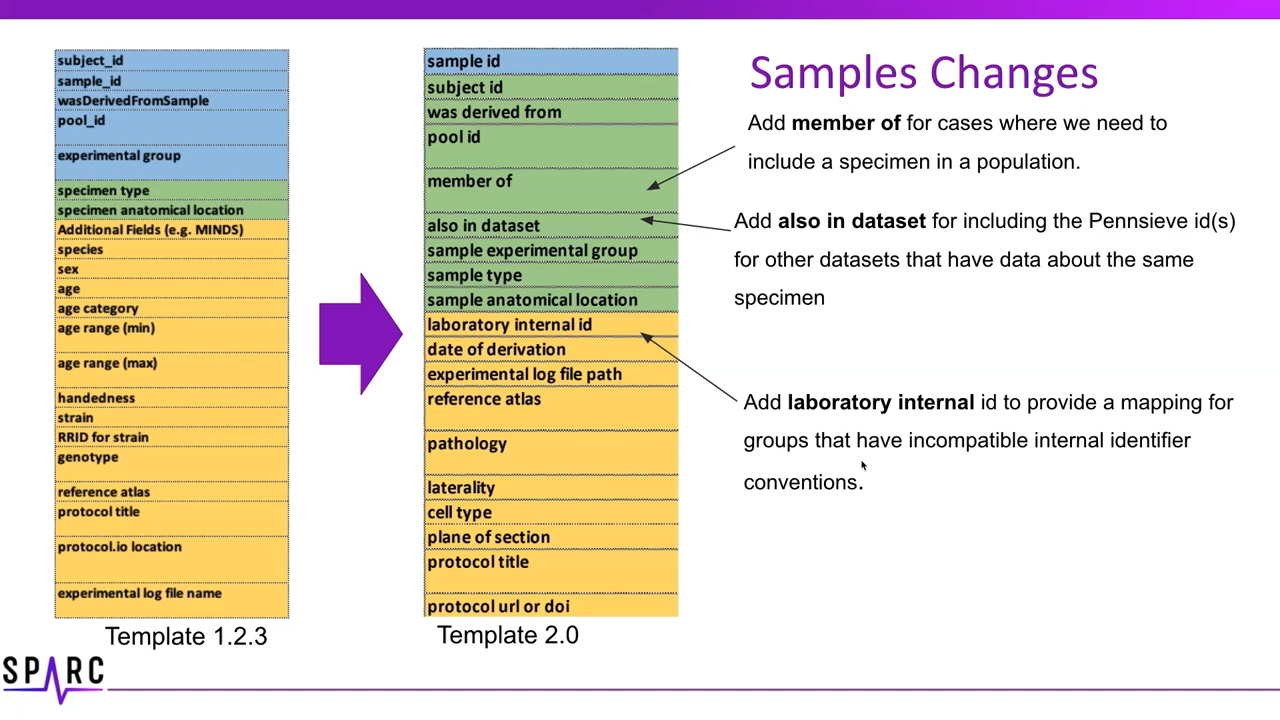 Samples Changes
subject_id
sample_id
wasDerivedFromSample
pool_id
experimental group
specimen type
specimen anatomical location
Additional Fields (e.g. MINDS)
species
sex
age
age category
age range (min)
age range (max)
handedness
strain
RRID for strain
genotype
reference atlas
protocol title
protocol.io location
experimental log file name
Template 1.2.3
sample id
subject id
was derived from
pool id
member of
also in dataset
sample experimental group
sample type
sample anatomical location
laboratory internal id
date of derivation
experimental log file path
reference atlas
pathology
laterality
cell type
plane of section
protocol title
protocol url or doi
Template 2.0
Add member of for cases where we need to
include a specimen in a population.
Add also in dataset for including the Pennsieve id(s)
for other datasets that have data about the same
specimen
Add laboratory internal id to provide a mapping for
groups that have incompatible internal identifier
conventions.
SPARC